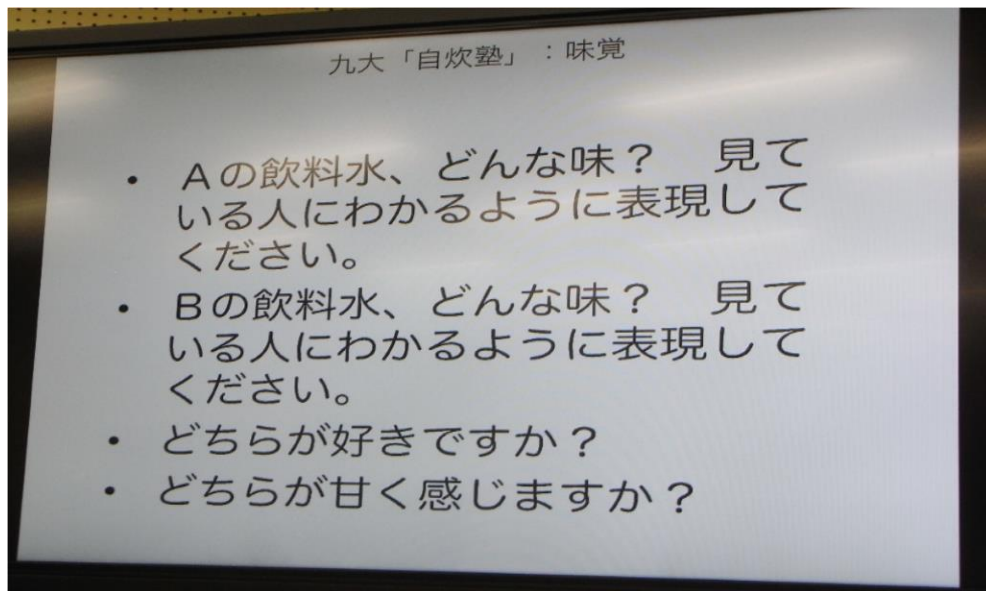 九大「自炊塾」：味覚
・ Ａの飲料水、どんな味？　見て
いる人にわかるように表現して
ください。
・ Ｂの飲料水、どんな味？　見て
いる人にわかるように表現して
ください。
・ どちらが好きですか？
・ どちらが甘く感じますか？